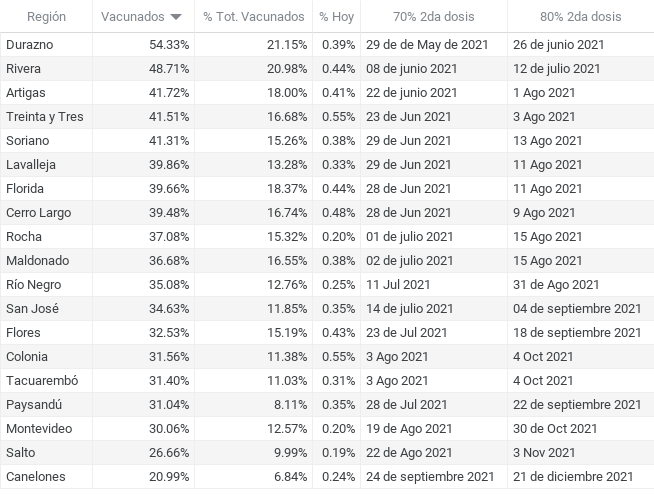 Región Vacunados % Tot. Vacunados % Hoy 70% 2da dosis 80% 2da dosis
Durazno 54.33% 21.15% 0.39% 29 de de May de 2021 26 de junio 2021
Rivera 48.71% 20.98% 0.44% 08 de junio 2021 12 de julio 2021
Artigas 41.72% 18.00% 0.41% 22 de junio 2021 1 Ago 2021
Treinta y Tres 41.51% 16.68% 0.55% 23 de Jun 2021 3 Ago 2021
Soriano 41.31% 15.26% 0.38% 29 de Jun 2021 13 Ago 2021
Lavalleja 39.86% 13.28% 0.33% 29 de Jun 2021 11 Ago 2021
Florida 39.66% 18.37% 0.44% 28 de Jun 2021 11 Ago 2021
Cerro Largo 39.48% 16.74% 0.48% 28 de Jun 2021 9 Ago 2021
Rocha 37.08% 15.32% 0.20% 01 de julio 2021 15 Ago 2021
Maldonado 36.68% 16.55% 0.38% 02 de julio 2021 15 Ago 2021
Río Negro 35.08% 12.76% 0.25% 11 Jul 2021 31 de Ago 2021
San José 34.63% 11.85% 0.35% 14 de julio 2021 04 de septiembre 2021
Flores 32.53% 15.19% 0.43% 23 de Jul 2021 18 de septiembre 2021
Colonia 31.56% 11.38% 0.55% 3 Ago 2021 4 Oct 2021
Tacuarembó 31.40% 11.03% 0.31% 3 Ago 2021 4 Oct 2021
Paysandú 31.04% 8.11% 0.35% 28 de Jul 2021 22 de septiembre 2021
Montevideo 30.06% 12.57% 0.20% 19 de Ago 2021 30 de Oct 2021
Salto 26.66% 9.99% 0.19% 22 de Ago 2021 3 Nov 2021
Canelones 20.99% 6.84% 0.24% 24 de septiembre 2021 21 de diciembre 2021